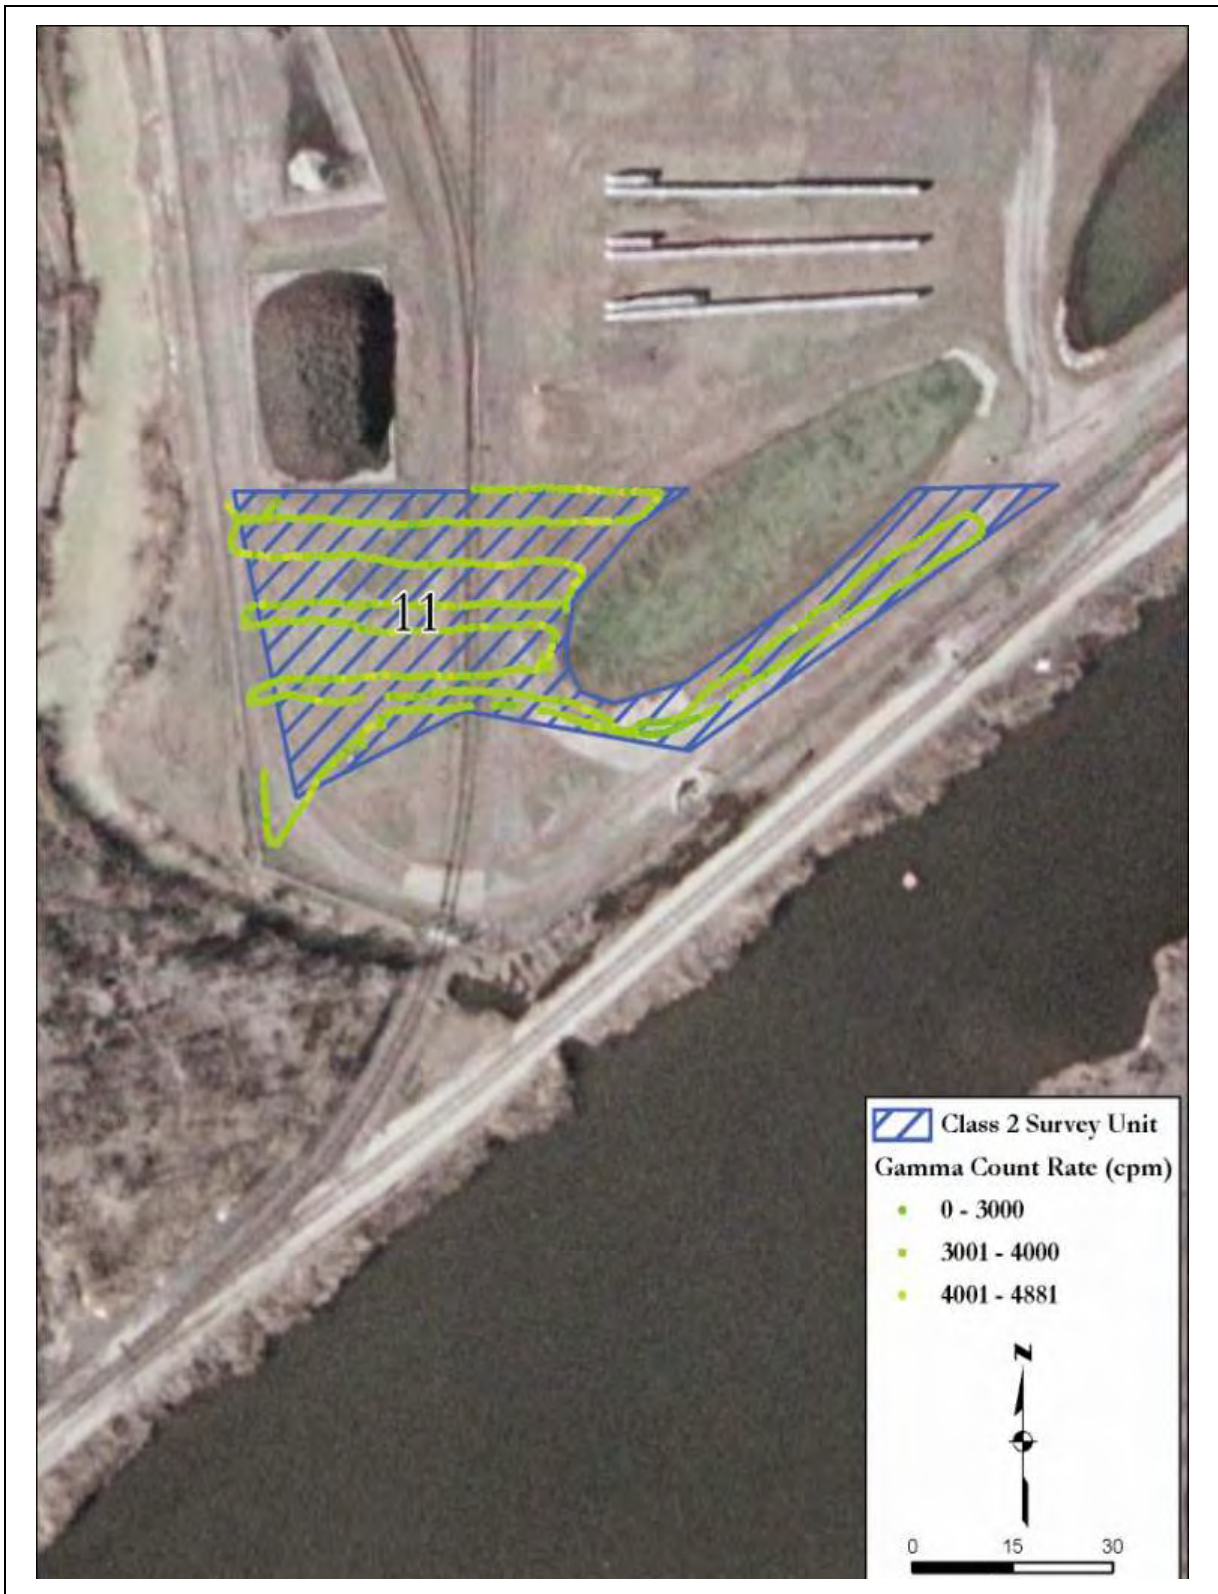 11
Class 2 Survey Unit
Gamma Count Rate (cpm)
0 - 3000
3001 - 4000
4001 - 4881
N
0 15 30